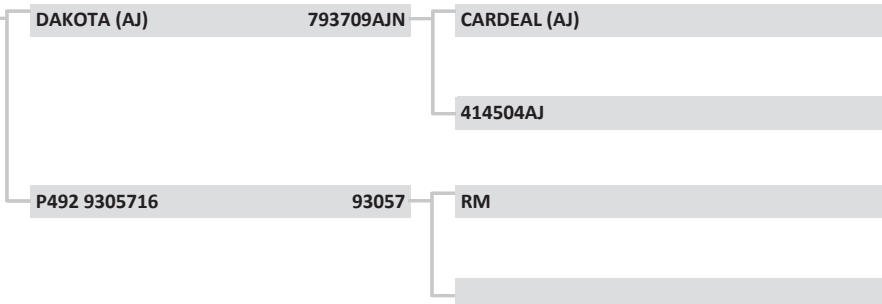 DAKOTA (AJ) 793709AJN CARDEAL (AJ)
414504AJ
P492 9305716 93057 RM